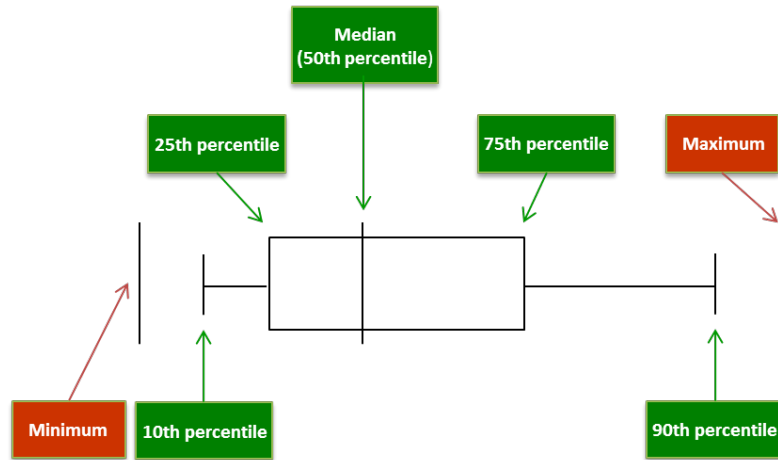 Median
(50th percentile)
25th percentile
75th percentile
Maximum
Minimum
10th percentile
90th percentile